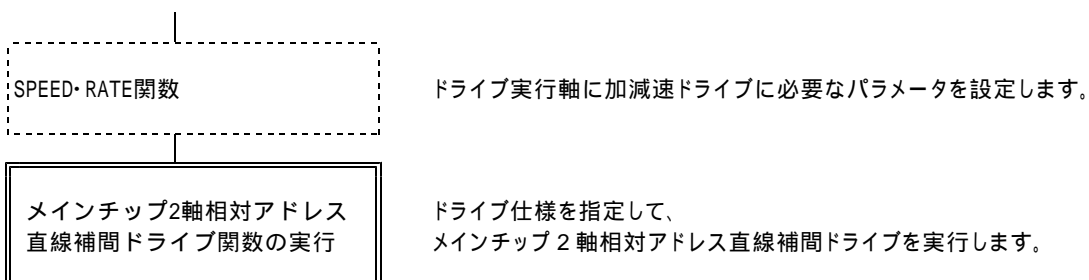 SPEED・RATE関数
ドライブ実行軸に加減速ドライブに必要なパラメータを設定します。
メインチップ2軸相対アドレス
直線補間ドライブ関数の実行
ドライブ仕様を指定して、
メインチップ２軸相対アドレス直線補間ドライブを実行します。